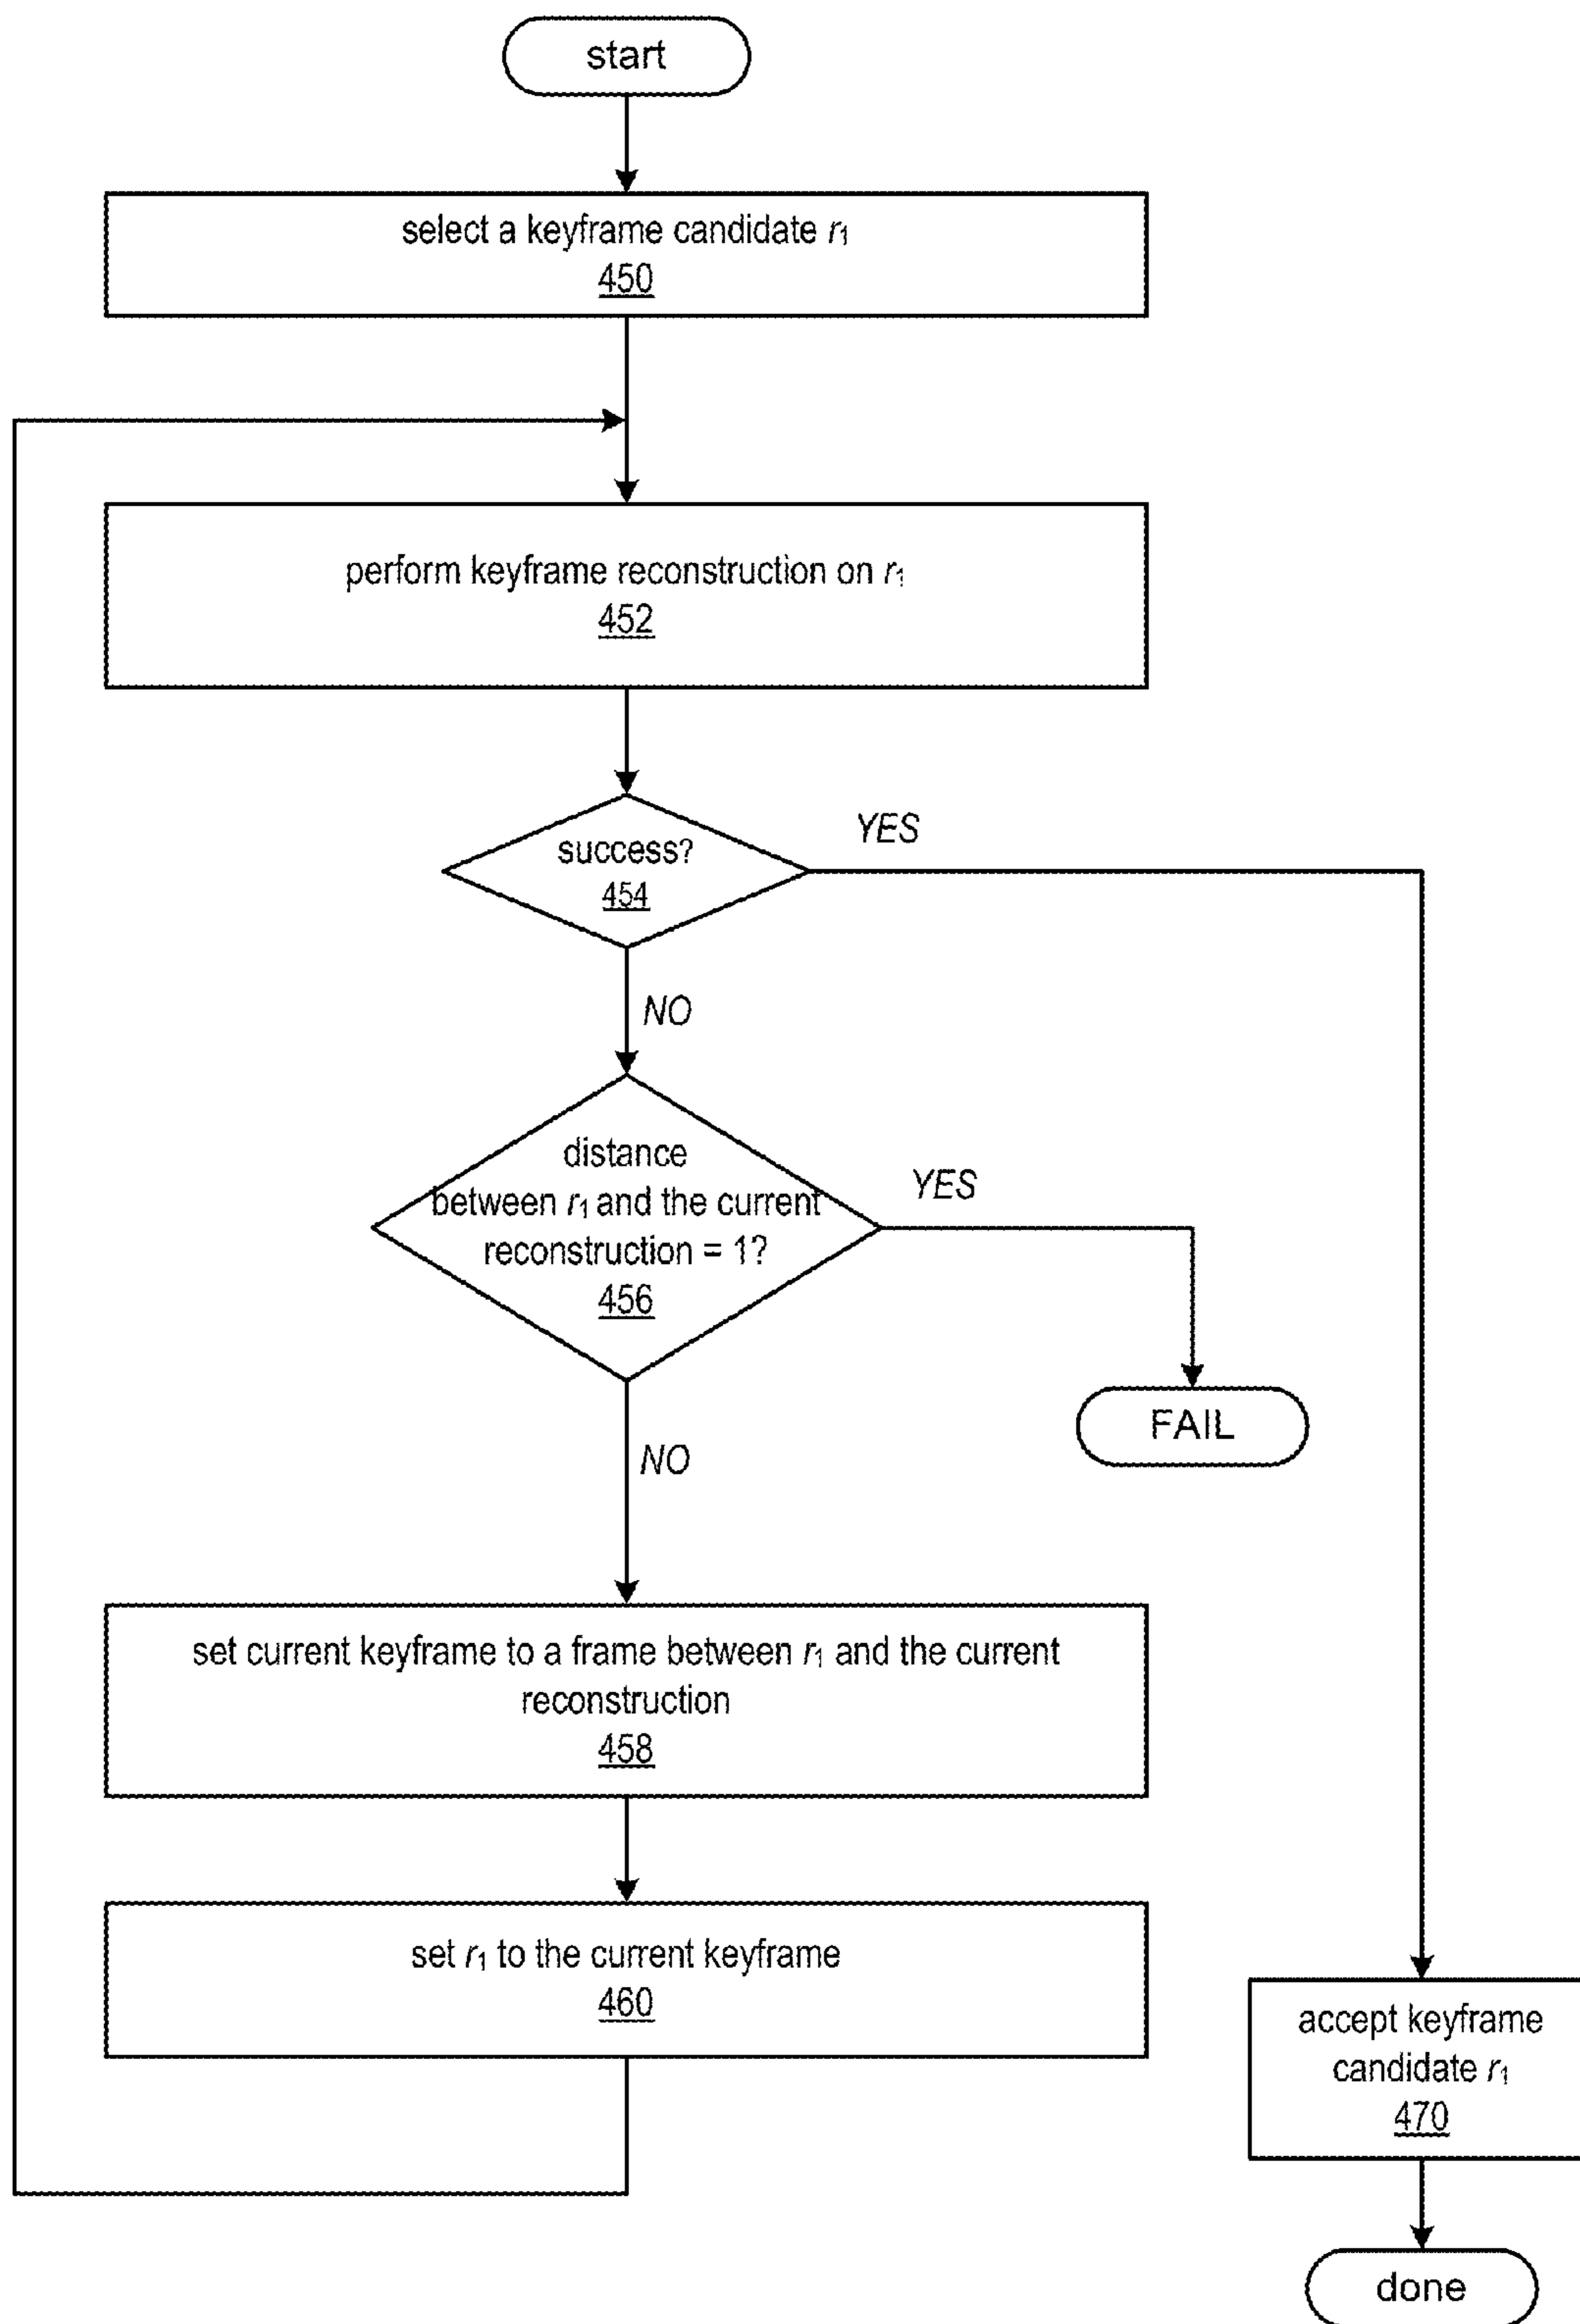 start
select a keyframe candidate r₁
450
perform keyframe reconstruction on r₁
452
success?
454
YES
NO
distance
between r₁ and the current
reconstruction = 1?
456
YES
FAIL
NO
set current keyframe to a frame between r₁ and the current
reconstruction
458
set r₁ to the current keyframe
460
accept keyframe
candidate r₁
470
done